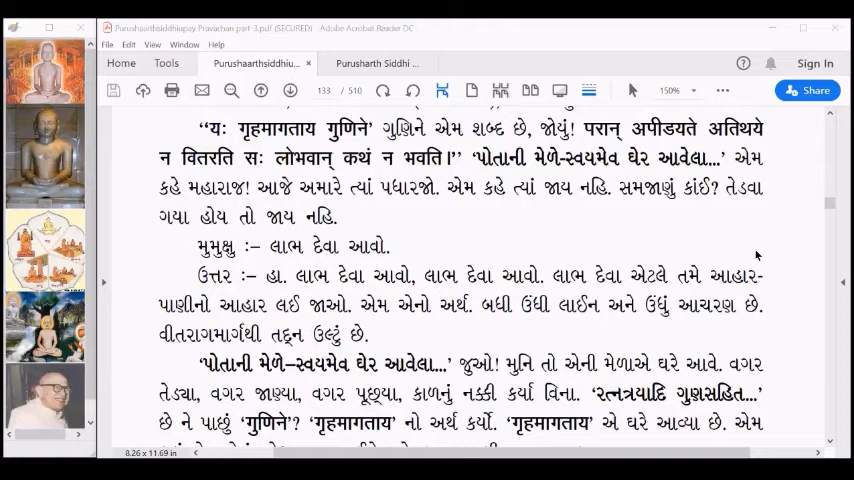 Purushaarthsiddhiupay Pravachan part-3.pdf (SECURED) - Adobe Acrobat Reader DC
File Edit View Window Help
Home Tools Purushaarthsiddhiu... × Purusharth Siddhi ... Sign In
133 / 510 150% Share
“यः गृहमागताय गुणिने’ ગુણિને એમ શબ્દ છે, જોયું! परान् अपीडयते अतिथये
न वितरति सः लोभवान् कथं न भवति।’’ ‘પોતાની મેળે-સ્વયમેવ ઘેર આવેલા...’ એમ
કહે મહારાજ! આજે અમારે ત્યાં પધારજો. એમ કહે ત્યાં જાય નહિ. સમજાણું કાંઈ? તેડવા
ગયા હોય તો જાય નહિ.
મુમુક્ષુ :– લાભ દેવા આવો.
ઉત્તર :– હા. લાભ દેવા આવો, લાભ દેવા આવો. લાભ દેવા એટલે તમે આહાર-
પાણીનો આહાર લઈ જાઓ. એમ એનો અર્થ. બધી ઉંધી લાઈન અને ઉંધું આચરણ છે.
વીતરાગમાર્ગથી તદ્દન ઉલ્ટું છે.
‘પોતાની મેળે–સ્વયમેવ ઘેર આવેલા...’ જુઓ! મુનિ તો એની મેળાએ ઘરે આવે. વગર
તેડ્યા, વગર જાણ્યા, વગર પૂછ્યા, કાળનું નક્કી કર્યા વિના. ‘રત્નત્રયાદિ ગુણસહિત...’
છે ને પાછું ‘गुणिने’? ‘गृहमागताय’ નો અર્થ કર્યો. ‘गृहमागताय’ એ ઘરે આવ્યા છે. એમ
8.26 x 11.69 in